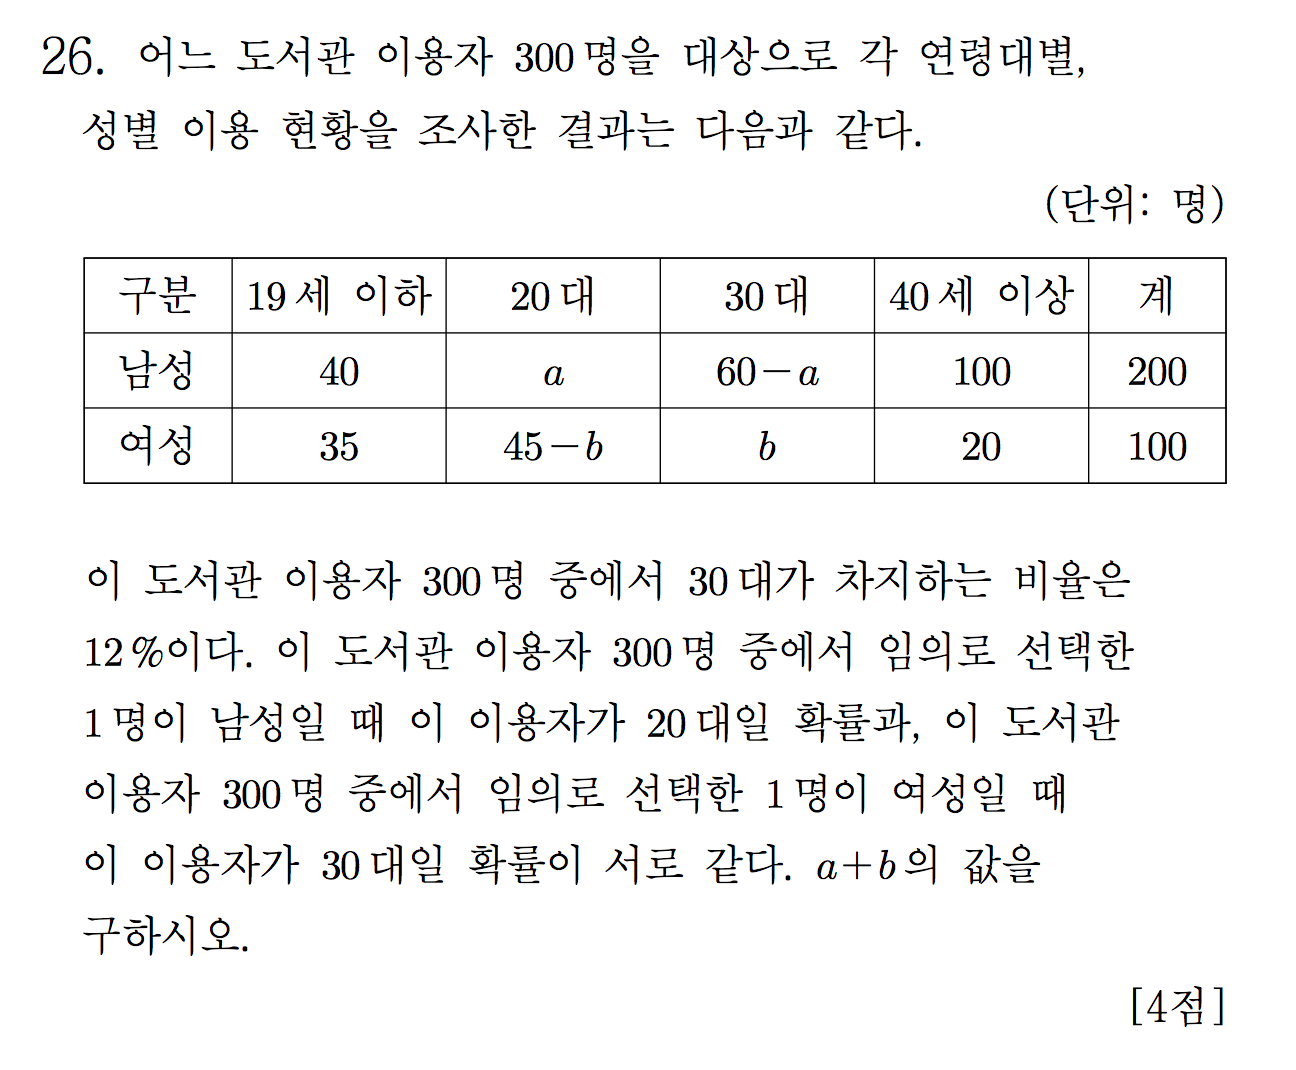 26. 어느 도서관 이용자 300명을 대상으로 각 연령대별,
성별 이용 현황을 조사한 결과는 다음과 같다.
(단위: 명)
구분 19세 이하 20대 30대 40세 이상 계
남성 40 a 60-a 100 200
여성 35 45-b b 20 100
이 도서관 이용자 300명 중에서 30대가 차지하는 비율은
12%이다. 이 도서관 이용자 300명 중에서 임의로 선택한
1명이 남성일 때 이 이용자가 20대일 확률과, 이 도서관
이용자 300명 중에서 임의로 선택한 1명이 여성일 때
이 이용자가 30대일 확률이 서로 같다. a+b의 값을
구하시오.
[4점]